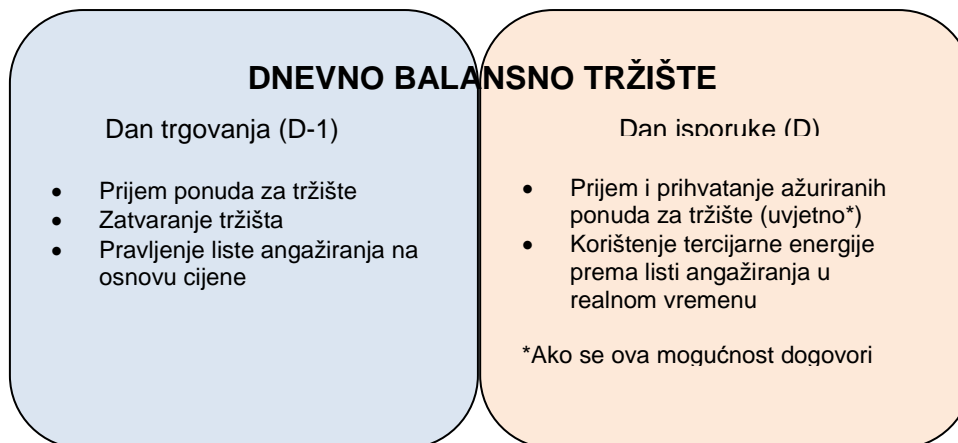 DNEVNO BALANSNO TRŽIŠTE
Dan trgovanja (D-1)
• Prijem ponuda za tržište
• Zatvaranje tržišta
• Pravljenje liste angažiranja na
osnovu cijene
Dan isporuke (D)
• Prijem i prihvatanje ažuriranih
ponuda za tržište (uvjetno*)
• Korištenje tercijarne energije
prema listi angažiranja u
realnom vremenu
*Ako se ova mogućnost dogovori